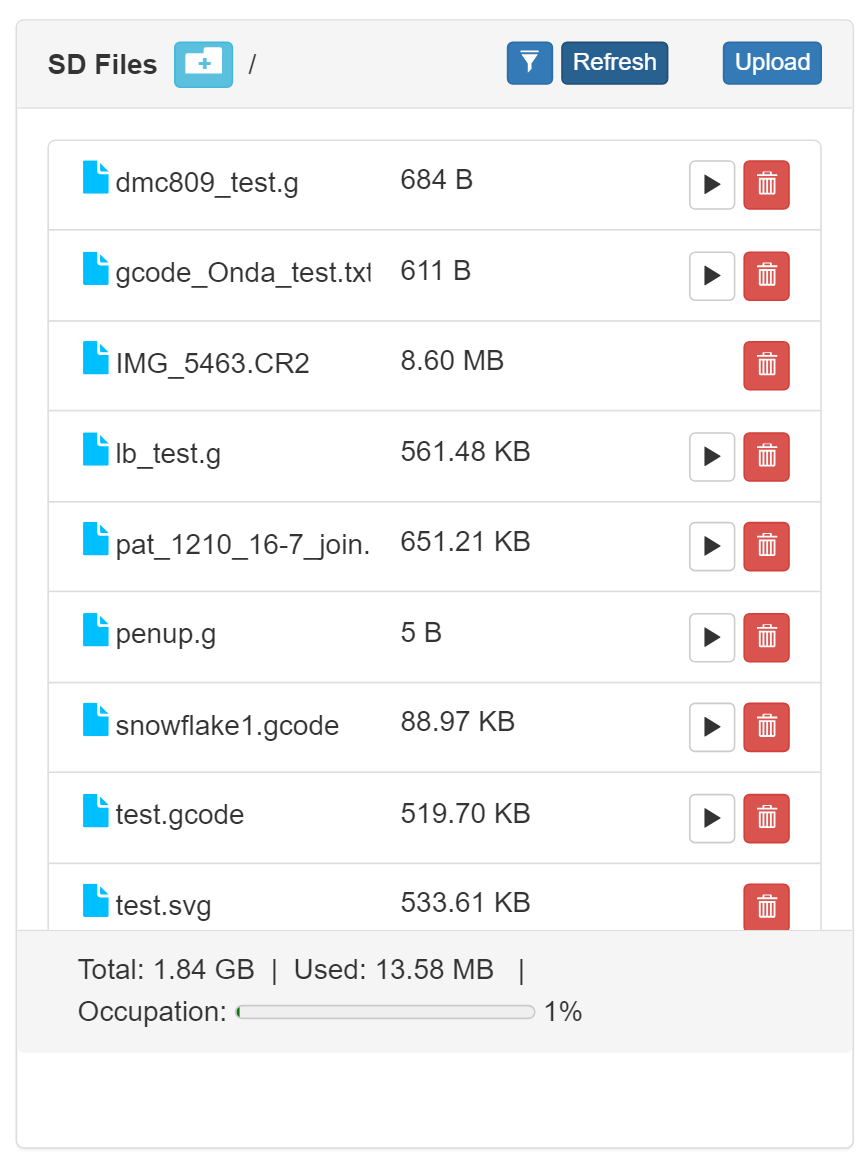 SD Files / Refresh Upload
dmc809_test.g 684 B
gcode_Onda_test.txt 611 B
IMG_5463.CR2 8.60 MB
lb_test.g 561.48 KB
pat_1210_16-7_join. 651.21 KB
penup.g 5 B
snowflake1.gcode 88.97 KB
test.gcode 519.70 KB
test.svg 533.61 KB
Total: 1.84 GB | Used: 13.58 MB |
Occupation: 1%